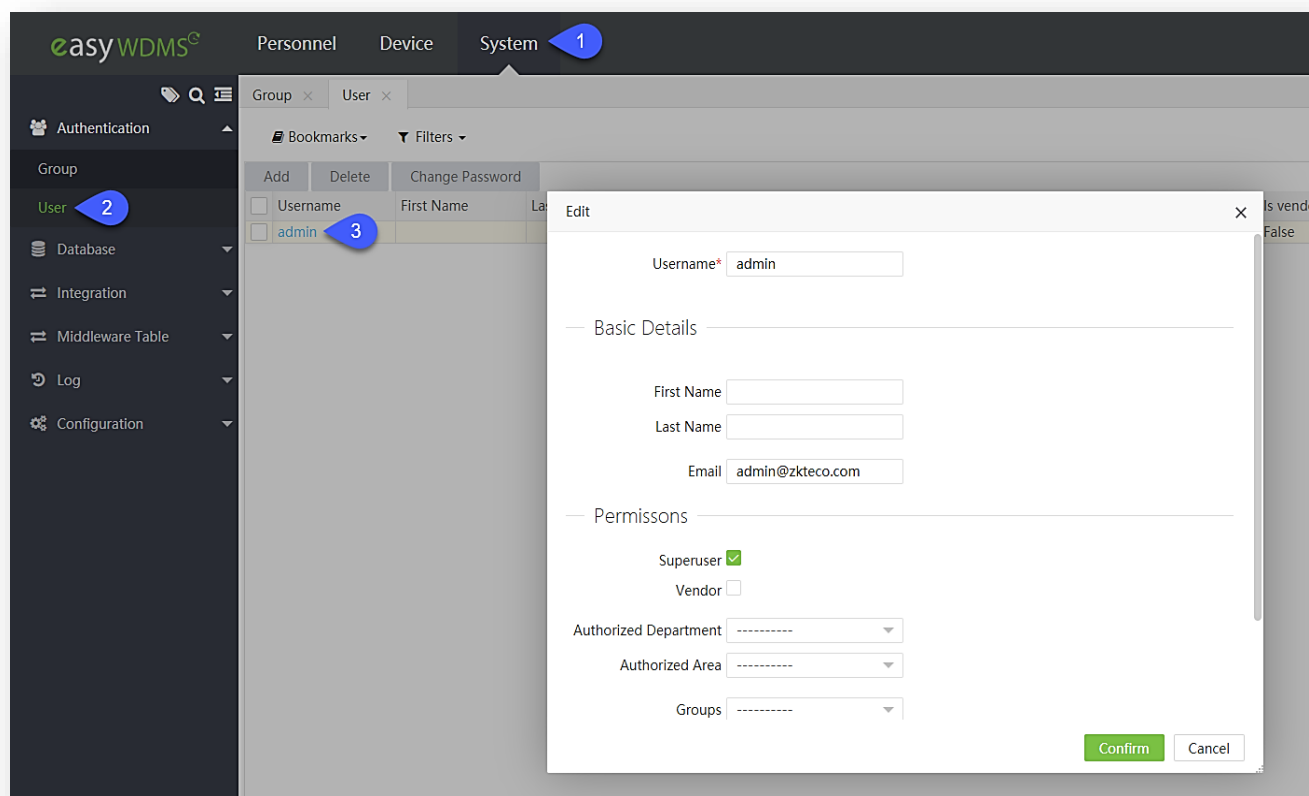 easy WDMS
Personnel Device System 1
Group × User ×
Authentication
Bookmarks Filters
Group
Add Delete Change Password
User 2
Username First Name Is
admin 3 False
Database
Integration
Middleware Table
Log
Configuration
Edit ×
Username* admin
Basic Details
First Name
Last Name
Email admin@zkteco.com
Permissons
Superuser
Vendor
Authorized Department ----------
Authorized Area ----------
Groups ----------
Confirm Cancel